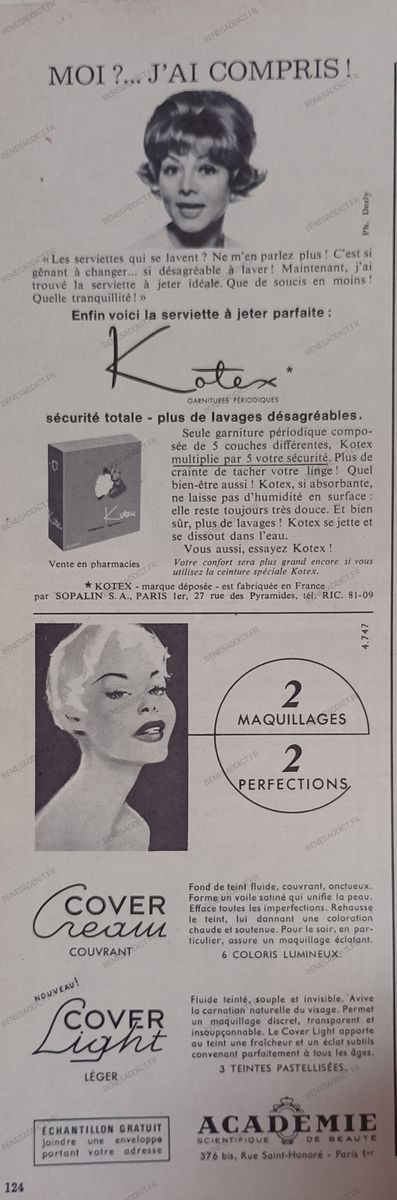 MOI ?... J'AI COMPRIS !
Ph. Derly
« Les serviettes qui se lavent ? Ne m'en parlez plus ! C'est si
gênant à changer... si désagréable à laver ! Maintenant, j'ai
trouvé la serviette à jeter idéale. Que de soucis en moins !
Quelle tranquillité ! »
Enfin voici la serviette à jeter parfaite :
Kotex *
GARNITURES PÉRIODIQUES
sécurité totale - plus de lavages désagréables.
Seule garniture périodique compo-
sée de 5 couches différentes, Kotex
multiplie par 5 votre sécurité. Plus de
crainte de tacher votre linge ! Quel
bien-être aussi ! Kotex, si absorbante,
ne laisse pas d'humidité en surface :
elle reste toujours très douce. Et bien
sûr, plus de lavages ! Kotex se jette et
se dissout dans l'eau.
Vous aussi, essayez Kotex !
Kotex
Vente en pharmacies
Votre confort sera plus grand encore si vous
utilisez la ceinture spéciale Kotex.
* KOTEX - marque déposée - est fabriquée en France
par SOPALIN S.A., PARIS 1er, 27 rue des Pyramides, tél. RIC. 81-09
4.747
2
MAQUILLAGES
2
PERFECTIONS
COVER
Cream
COUVRANT
Fond de teint fluide, couvrant, onctueux.
Forme un voile satiné qui unifie la peau.
Efface toutes les imperfections. Rehausse
le teint, lui donnant une coloration
chaude et soutenue. Pour le soir, en par-
ticulier, assure un maquillage éclatant.
6 COLORIS LUMINEUX.
NOUVEAU !
COVER
Light
LÉGER
Fluide teinté, souple et invisible. Avive
la carnation naturelle du visage. Permet
un maquillage discret, transparent et
insoupçonnable. Le Cover Light apporte
au teint une fraîcheur et un éclat subtils
convenant parfaitement à tous les âges.
3 TEINTES PASTELLISÉES.
ÉCHANTILLON GRATUIT
Joindre une enveloppe
portant votre adresse
ACADÉMIE
SCIENTIFIQUE DE BEAUTÉ
376 bis, Rue Saint-Honoré - Paris 1er
124
BENESADDICT.FR